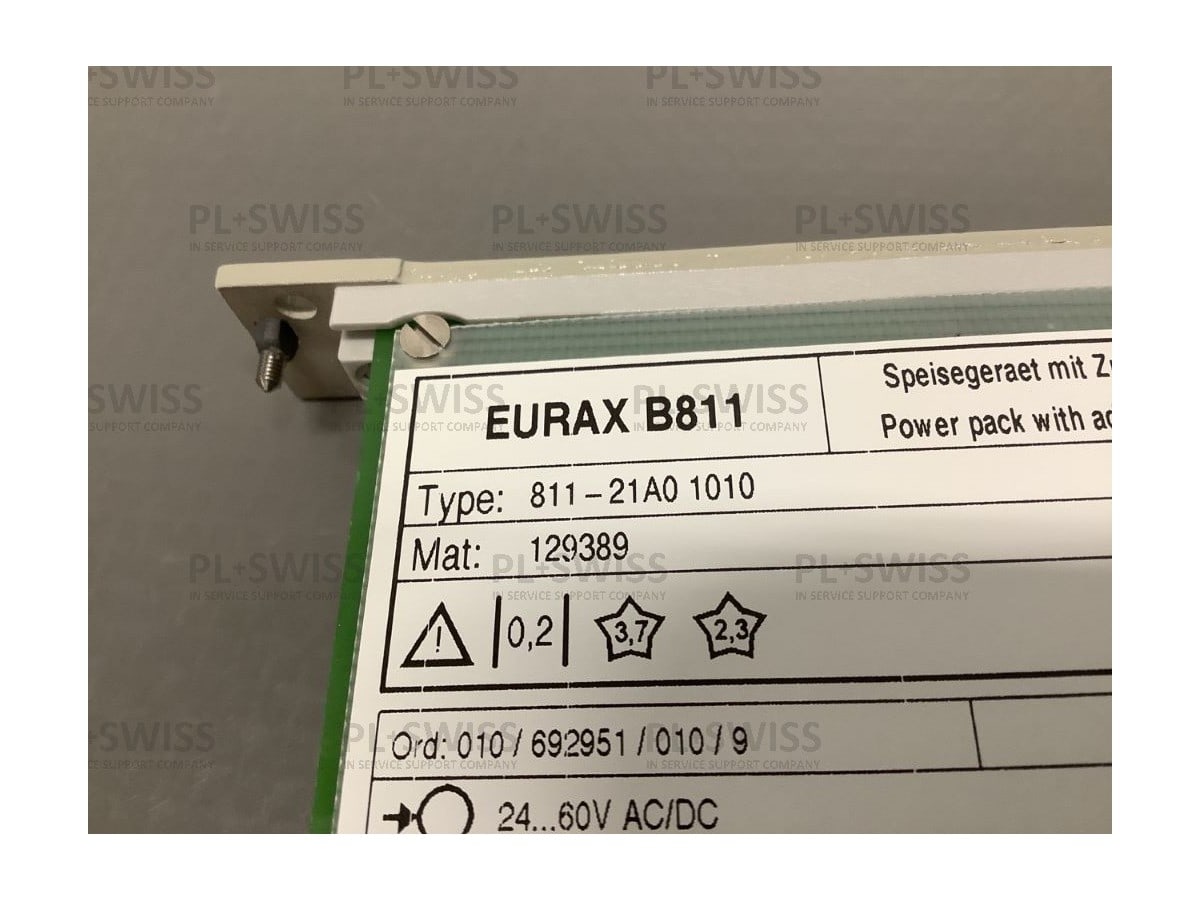 PL+SWISS
IN SERVICE SUPPORT COMPANY
EURAX B811
Speisegeraet mit
Power pack with
Type: 811-21A0 1010
Mat: 129389
! |0,2| 3,7 2,3
Ord: 010 / 692951 / 010 / 9
24...60V AC/DC